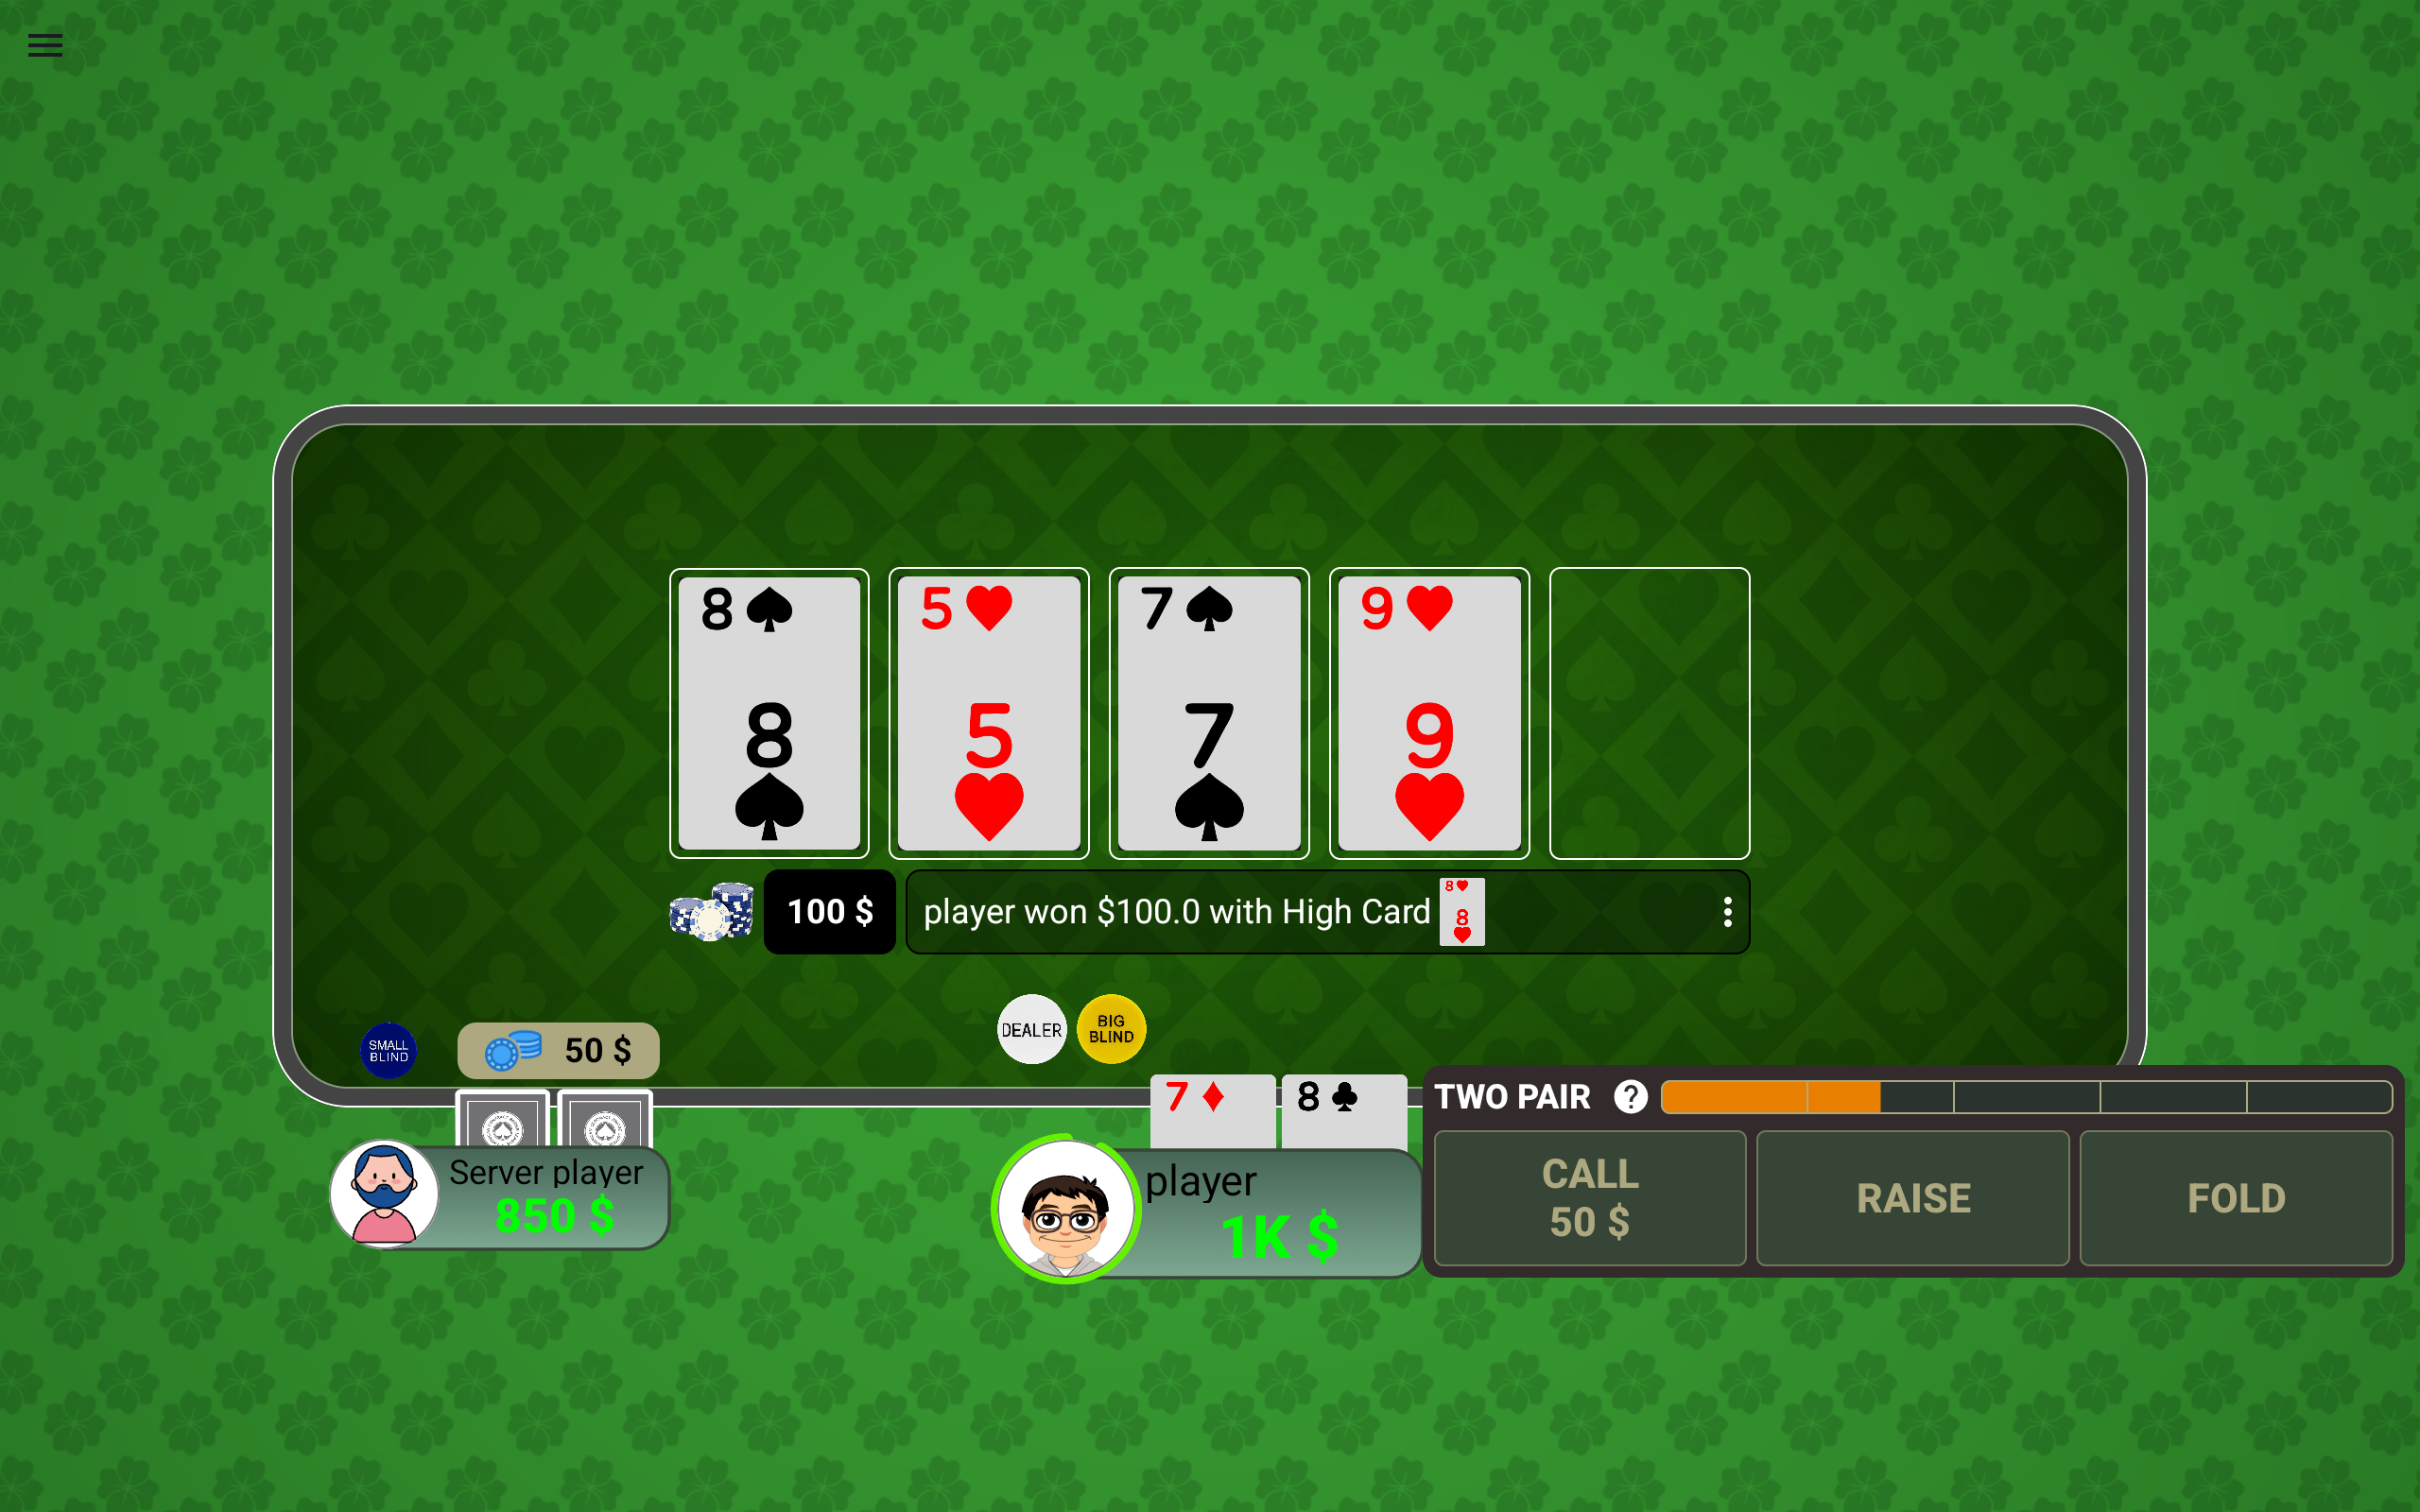 8 5 7 9
8 5 7 9
100 $ player won $100.0 with High Card 8
8
DEALER BIG BLIND
SMALL BLIND 50 $
7 8 TWO PAIR ?
Server player
850 $
player
1K $
CALL
50 $
RAISE
FOLD